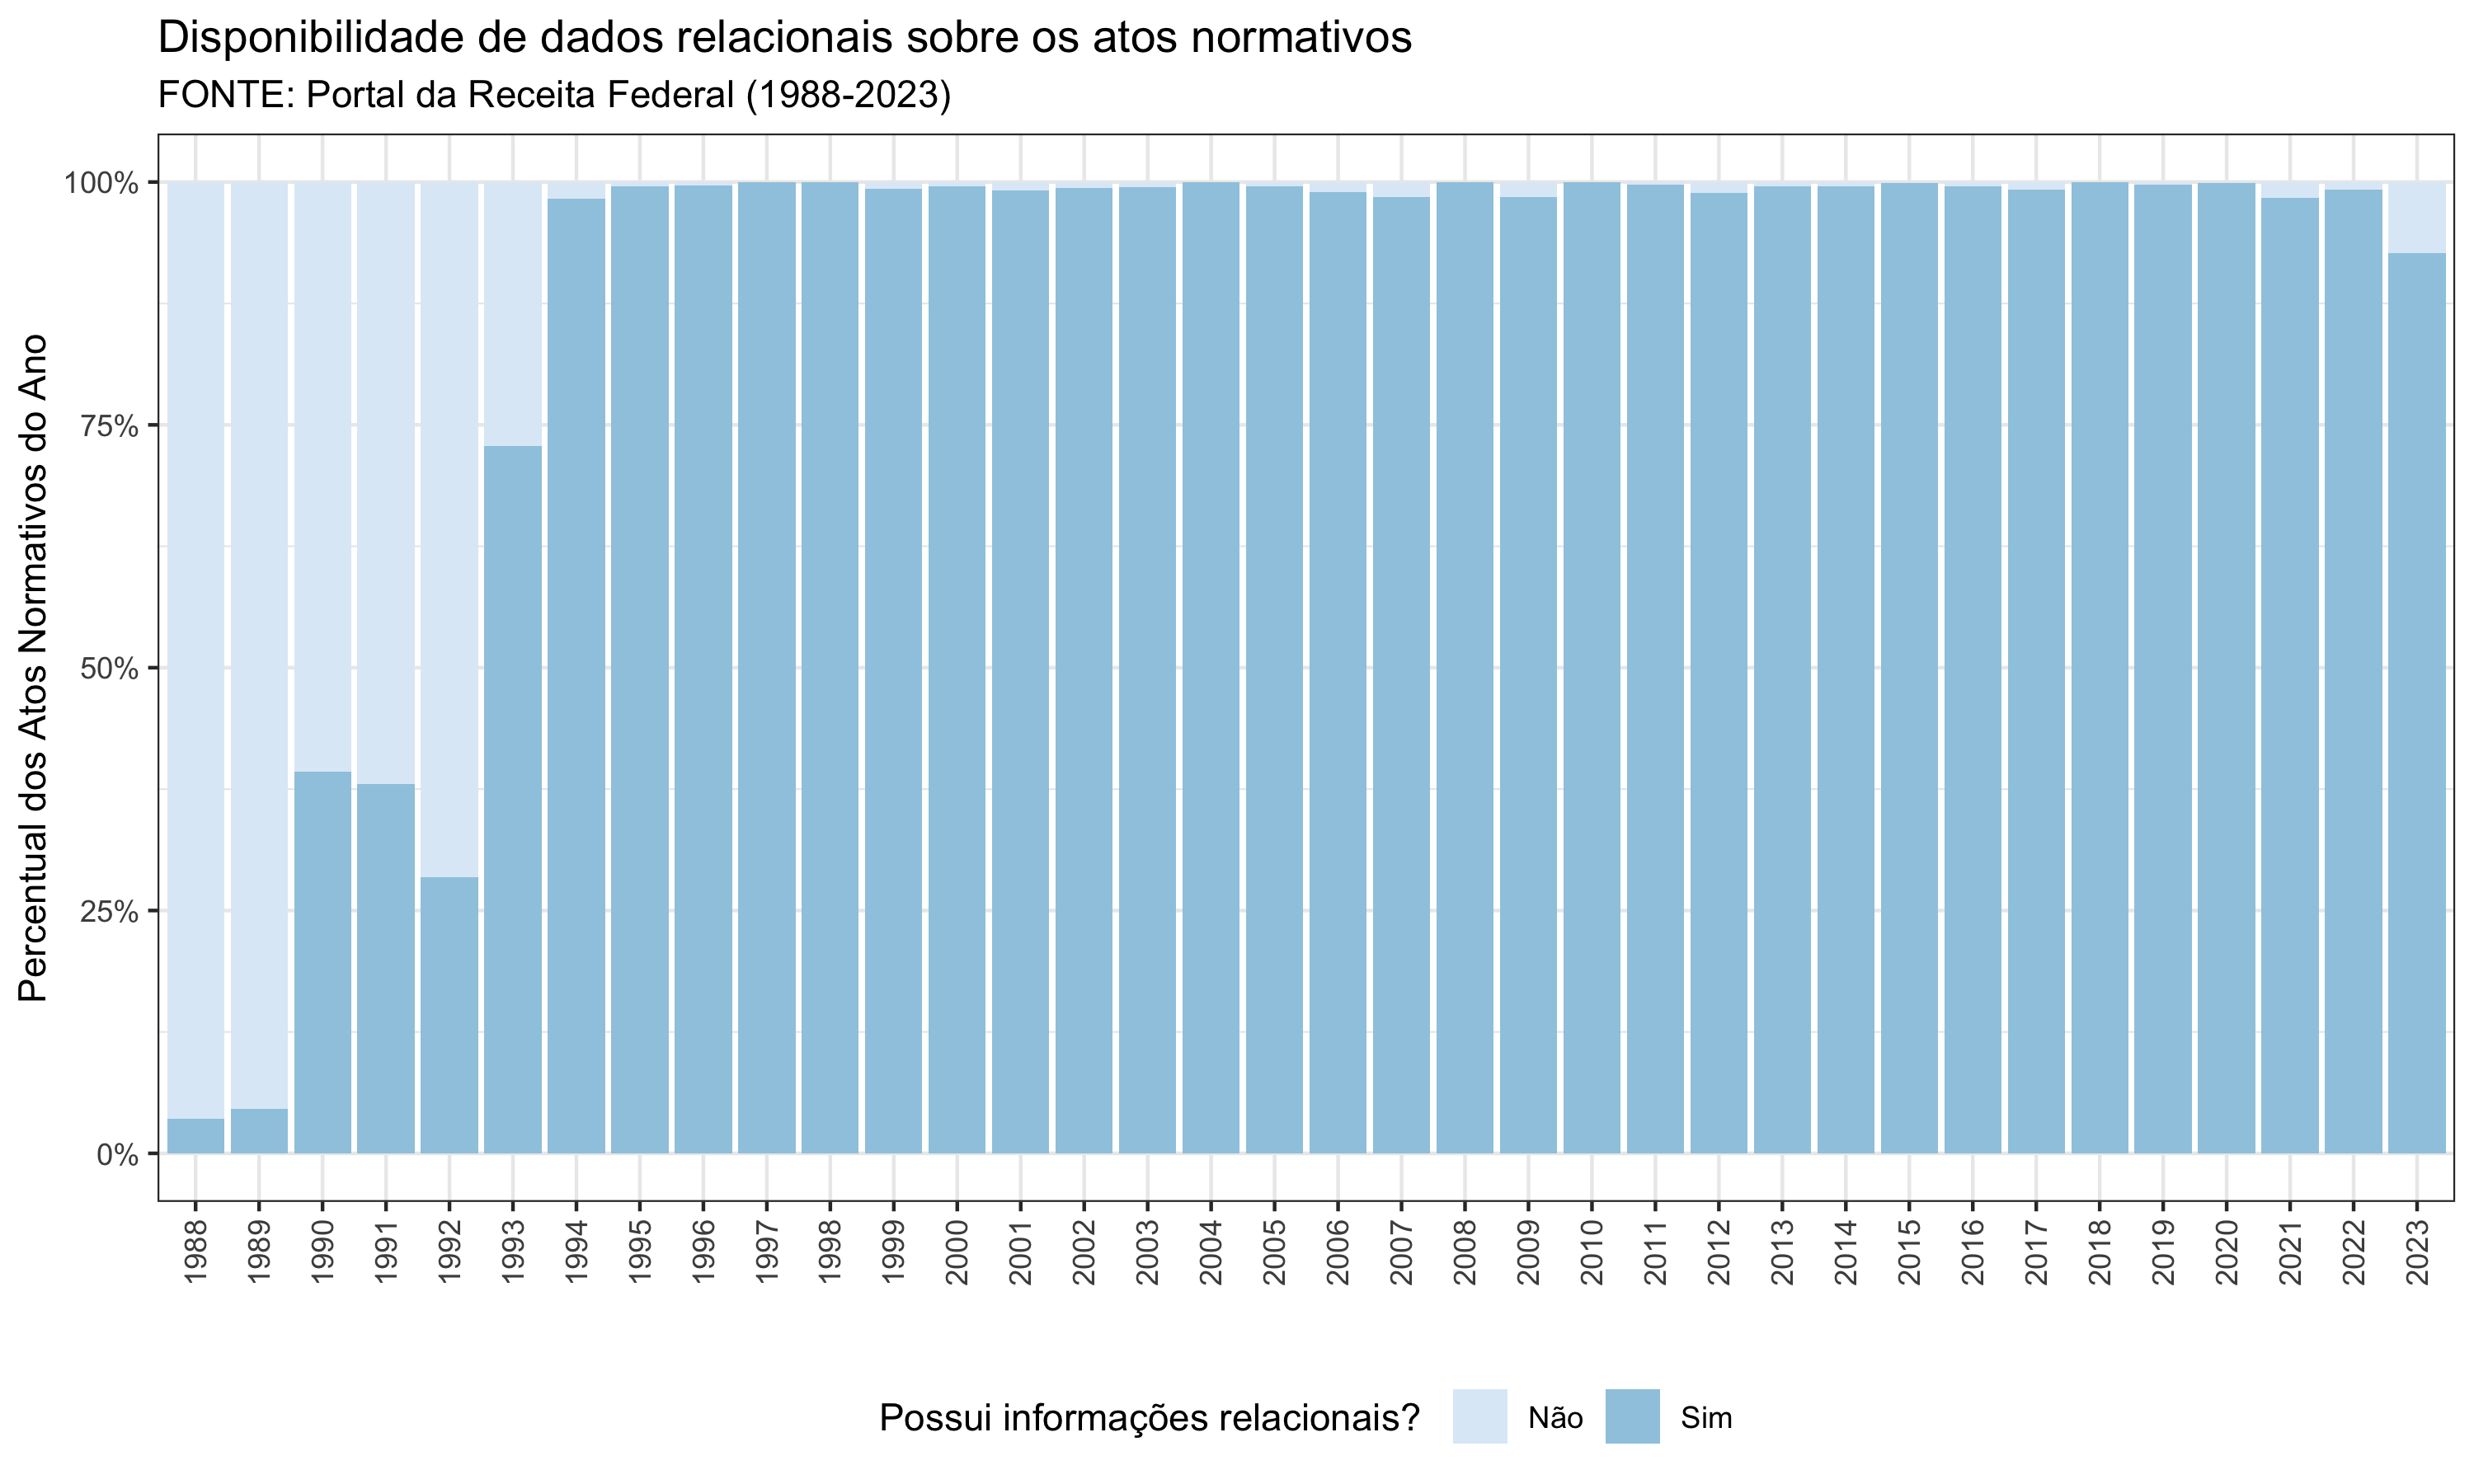 Disponibilidade de dados relacionais sobre os atos normativos
FONTE: Portal da Receita Federal (1988-2023)
Percentual dos Atos Normativos do Ano
100%
75%
50%
25%
0%
1988 1989 1990 1991 1992 1993 1994 1995 1996 1997 1998 1999 2000 2001 2002 2003 2004 2005 2006 2007 2008 2009 2010 2011 2012 2013 2014 2015 2016 2017 2018 2019 2020 2021 2022 2023
Possui informações relacionais? Não Sim